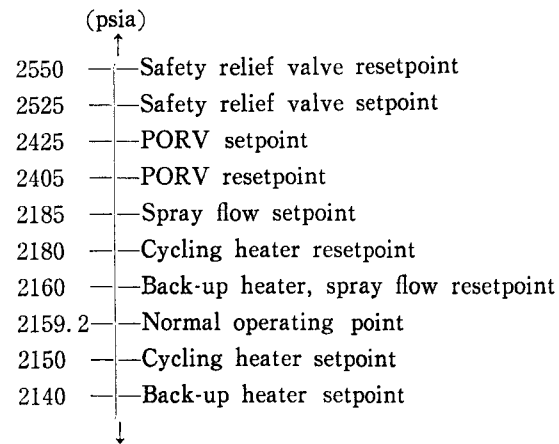 (psia)
2550 Safety relief valve resetpoint
2525 Safety relief valve setpoint
2425 PORV setpoint
2405 PORV resetpoint
2185 Spray flow setpoint
2180 Cycling heater resetpoint
2160 Back-up heater, spray flow resetpoint
2159.2 Normal operating point
2150 Cycling heater setpoint
2140 Back-up heater setpoint